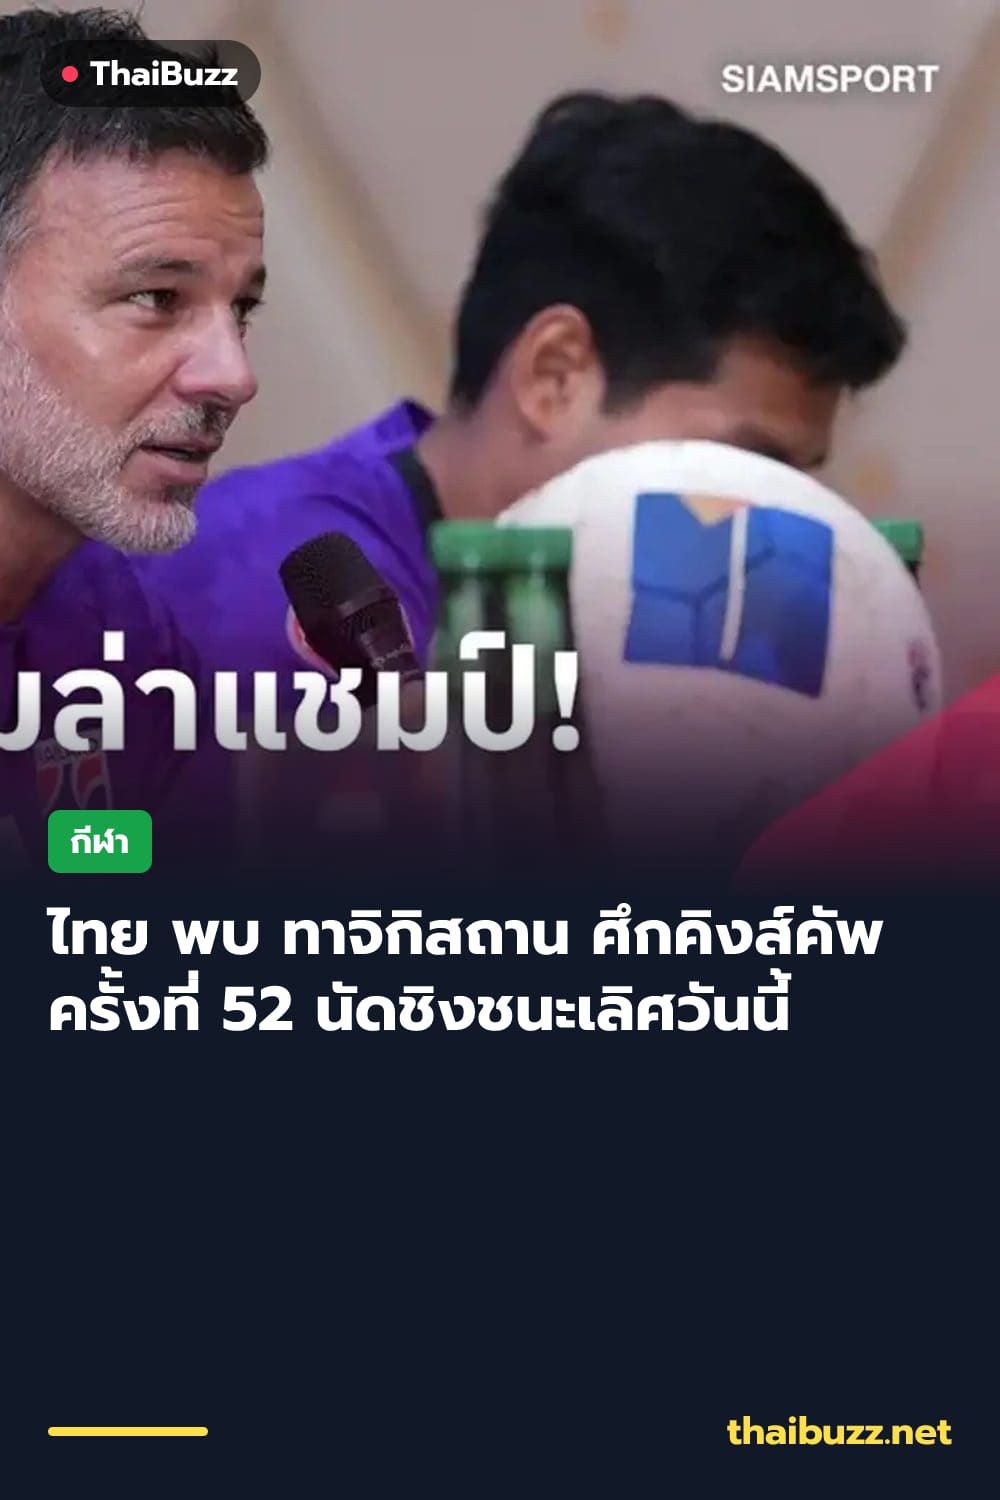 ThaiBuzz
SIAMSPORT
ล่าแชมป์!
กีฬา
ไทย พบ ทาจิกิสถาน ศึกคิงส์คัพ
ครั้งที่ 52 นัดชิงชนะเลิศวันนี้
thaibuzz.net